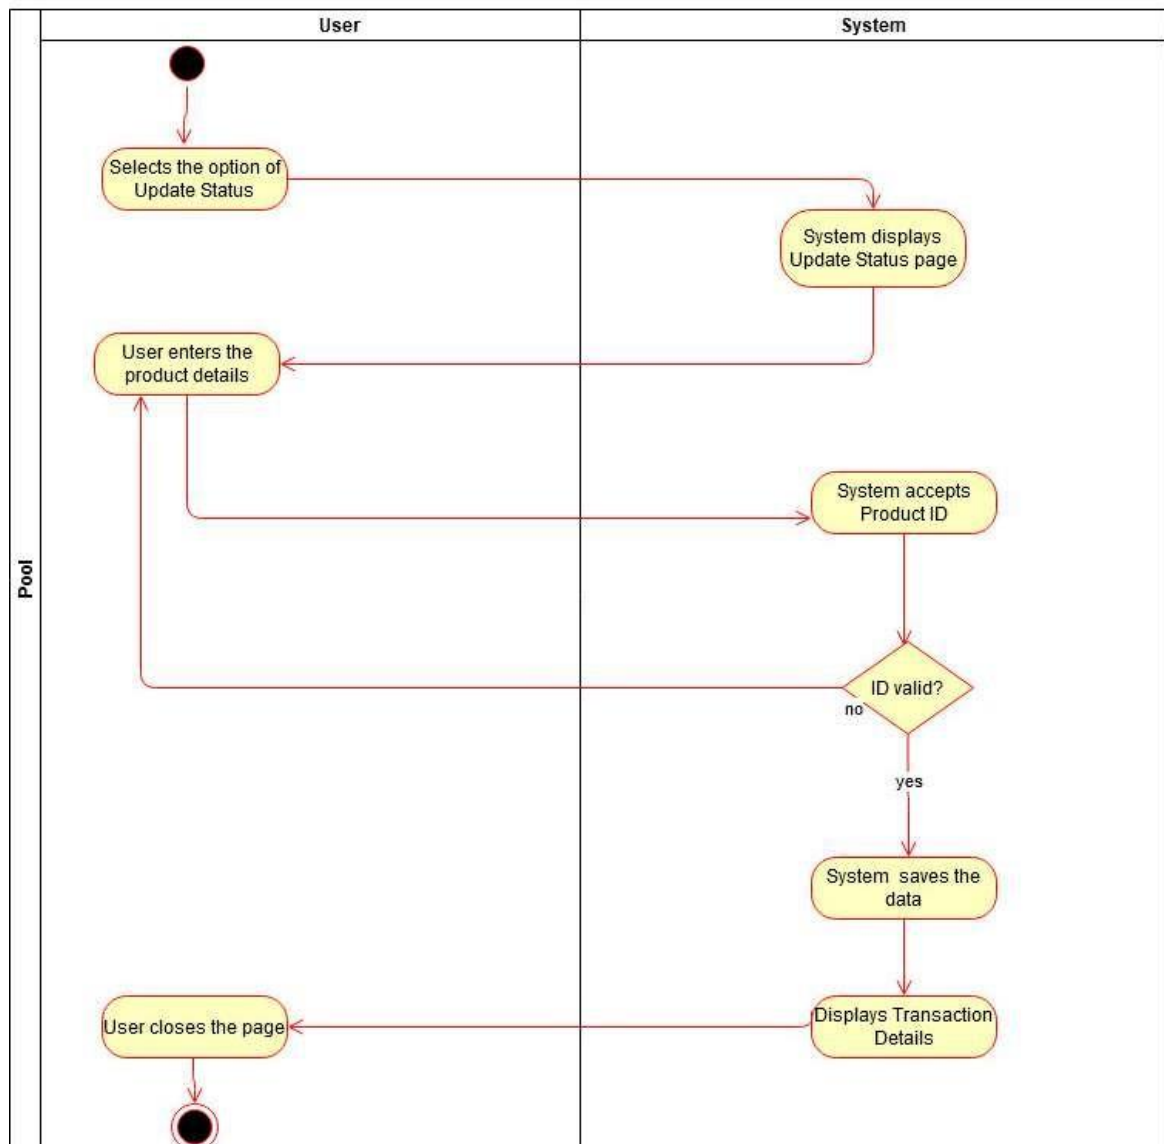 User
System
Selects the option of
Update Status
System displays
Update Status page
User enters the
product details
System accepts
Product ID
Pool
ID valid?
no
yes
System saves the
data
User closes the page
Displays Transaction
Details